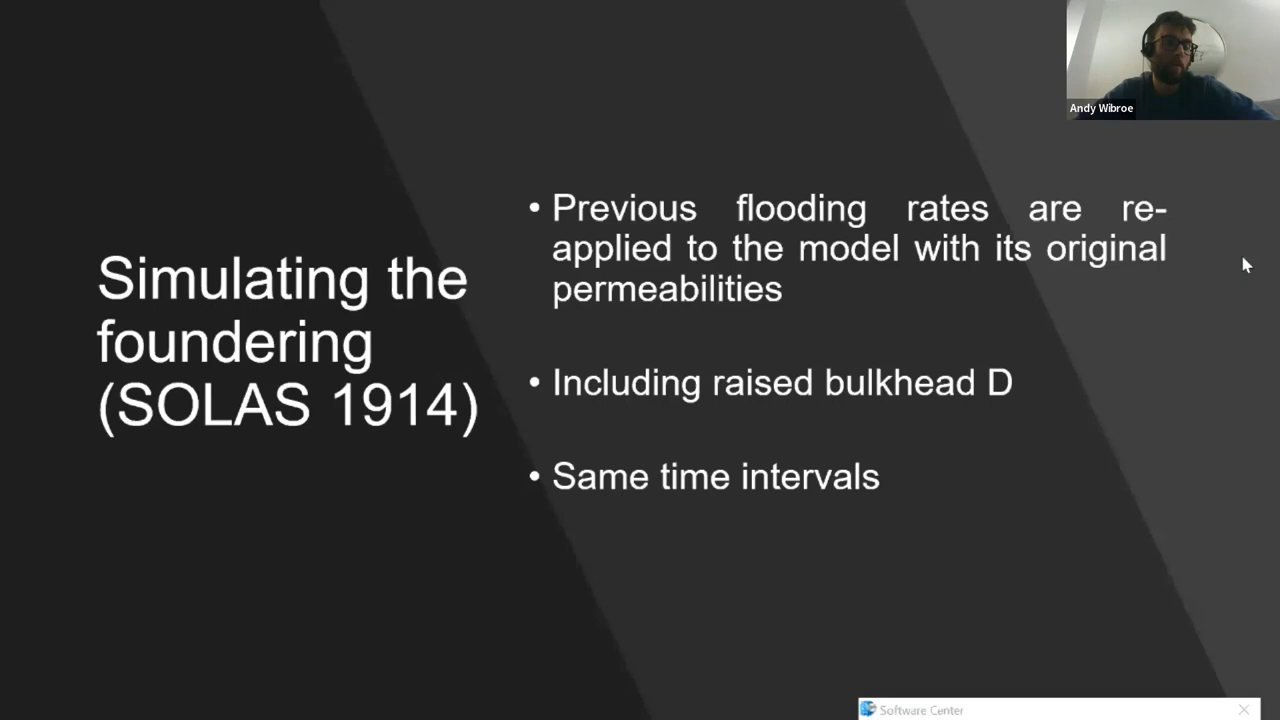 Andy Wibroe
Simulating the
foundering
(SOLAS 1914)
• Previous flooding rates are re-
applied to the model with its original
permeabilities
• Including raised bulkhead D
• Same time intervals
Software Center